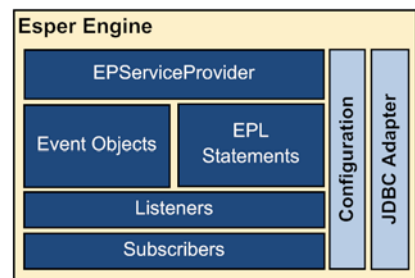 Esper Engine
EPServiceProvider
Event Objects
EPL
Statements
Listeners
Subscribers
Configuration
JDBC Adapter